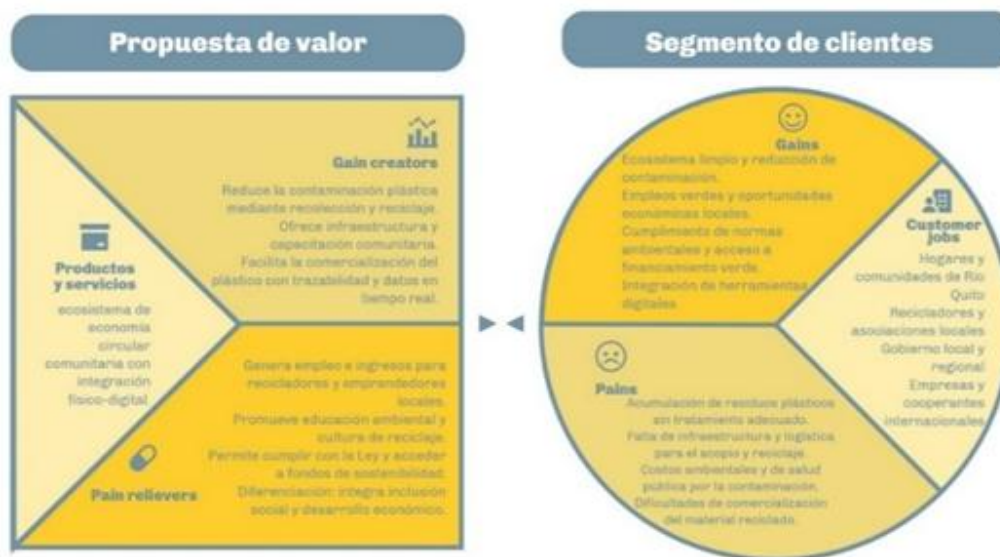 Propuesta de valor
Gain creators
Reduce la contaminación plástica
mediante recolección y reciclaje.
Ofrece infraestructura y
capacitación comunitaria.
Facilita la comercialización del
plástico con trazabilidad y datos en
tiempo real.
Productos
y servicios
ecosistema de
economía
circular
comunitaria con
integración
físico-digital
Genera empleo e ingresos para
recicladores y emprendedores
locales.
Promueve educación ambiental y
cultura de reciclaje.
Permite cumplir con la Ley y acceder
a fondos de sostenibilidad.
Diferenciación: integra inclusión
social y desarrollo económico.
Pain relievers
Segmento de clientes
Gains
Ecosistema limpio y reducción de
contaminación.
Empleos verdes y oportunidades
económicas locales.
Cumplimiento de normas
ambientales y acceso a
financiamiento verde.
Integración de herramientas
digitales
Customer
jobs
Hogares y
comunidades de Río
Quito
Recicladores y
asociaciones locales
Gobierno local y
regional
Empresas y
cooperantes
internacionales
Pains
Acumulación de residuos plásticos
sin tratamiento adecuado.
Falta de infraestructura y logística
para el acopio y reciclaje.
Costos ambientales y de salud
pública por la contaminación.
Dificultades de comercialización
del material reciclado.